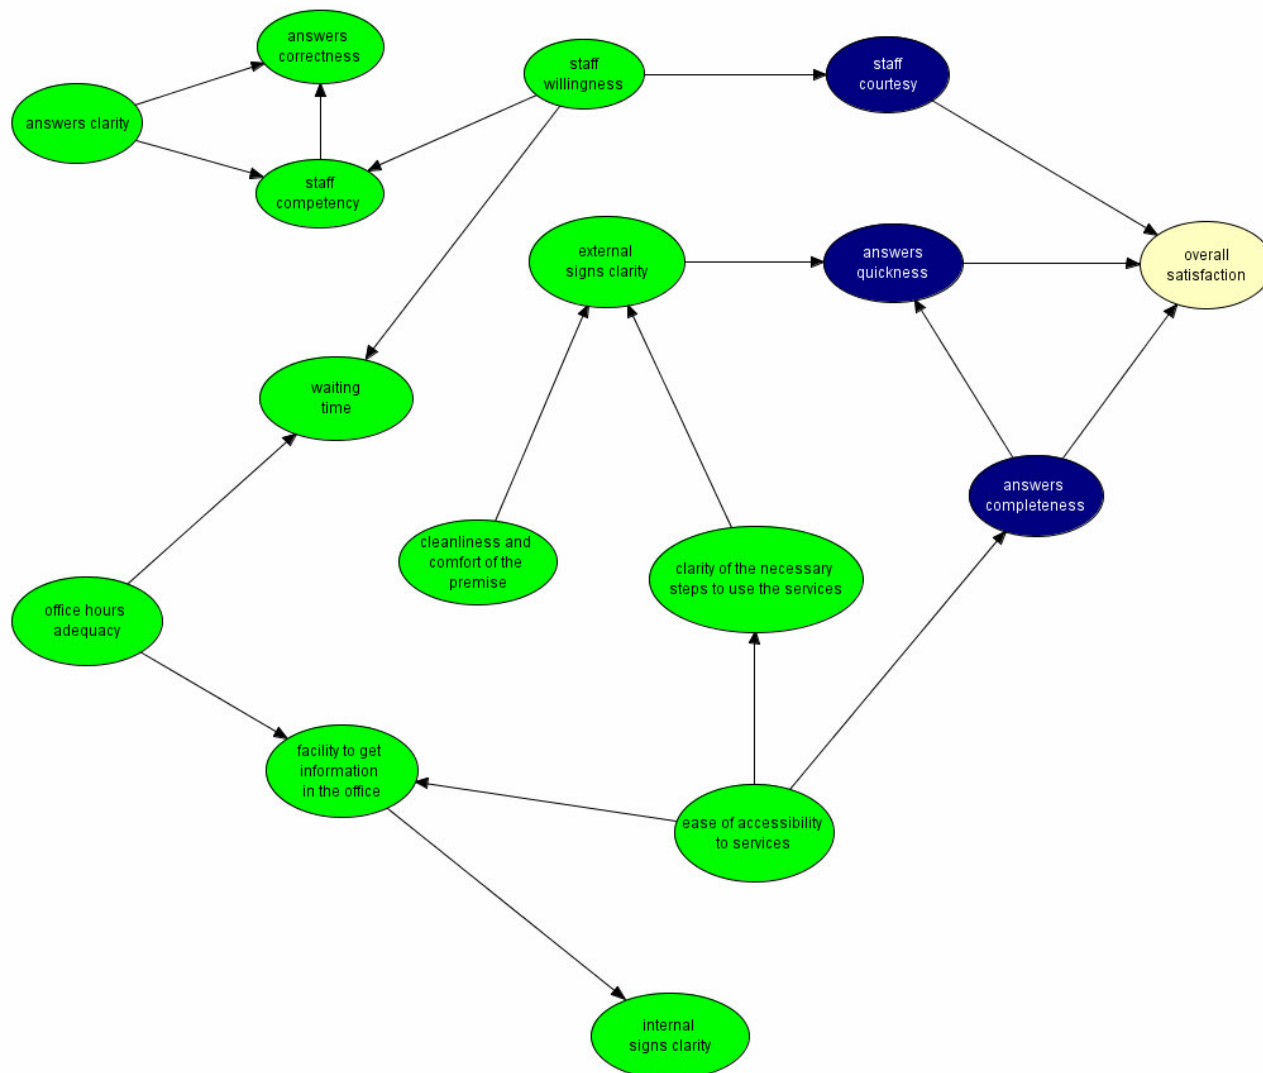 answers
correctness
staff
willingness
staff
courtesy
answers clarity
staff
competency
external
signs clarity
answers
quickness
overall
satisfaction
waiting
time
answers
completeness
cleanliness and
comfort of the
premise
clarity of the necessary
steps to use the services
office hours
adequacy
facility to get
information
in the office
ease of accessibility
to services
internal
signs clarity